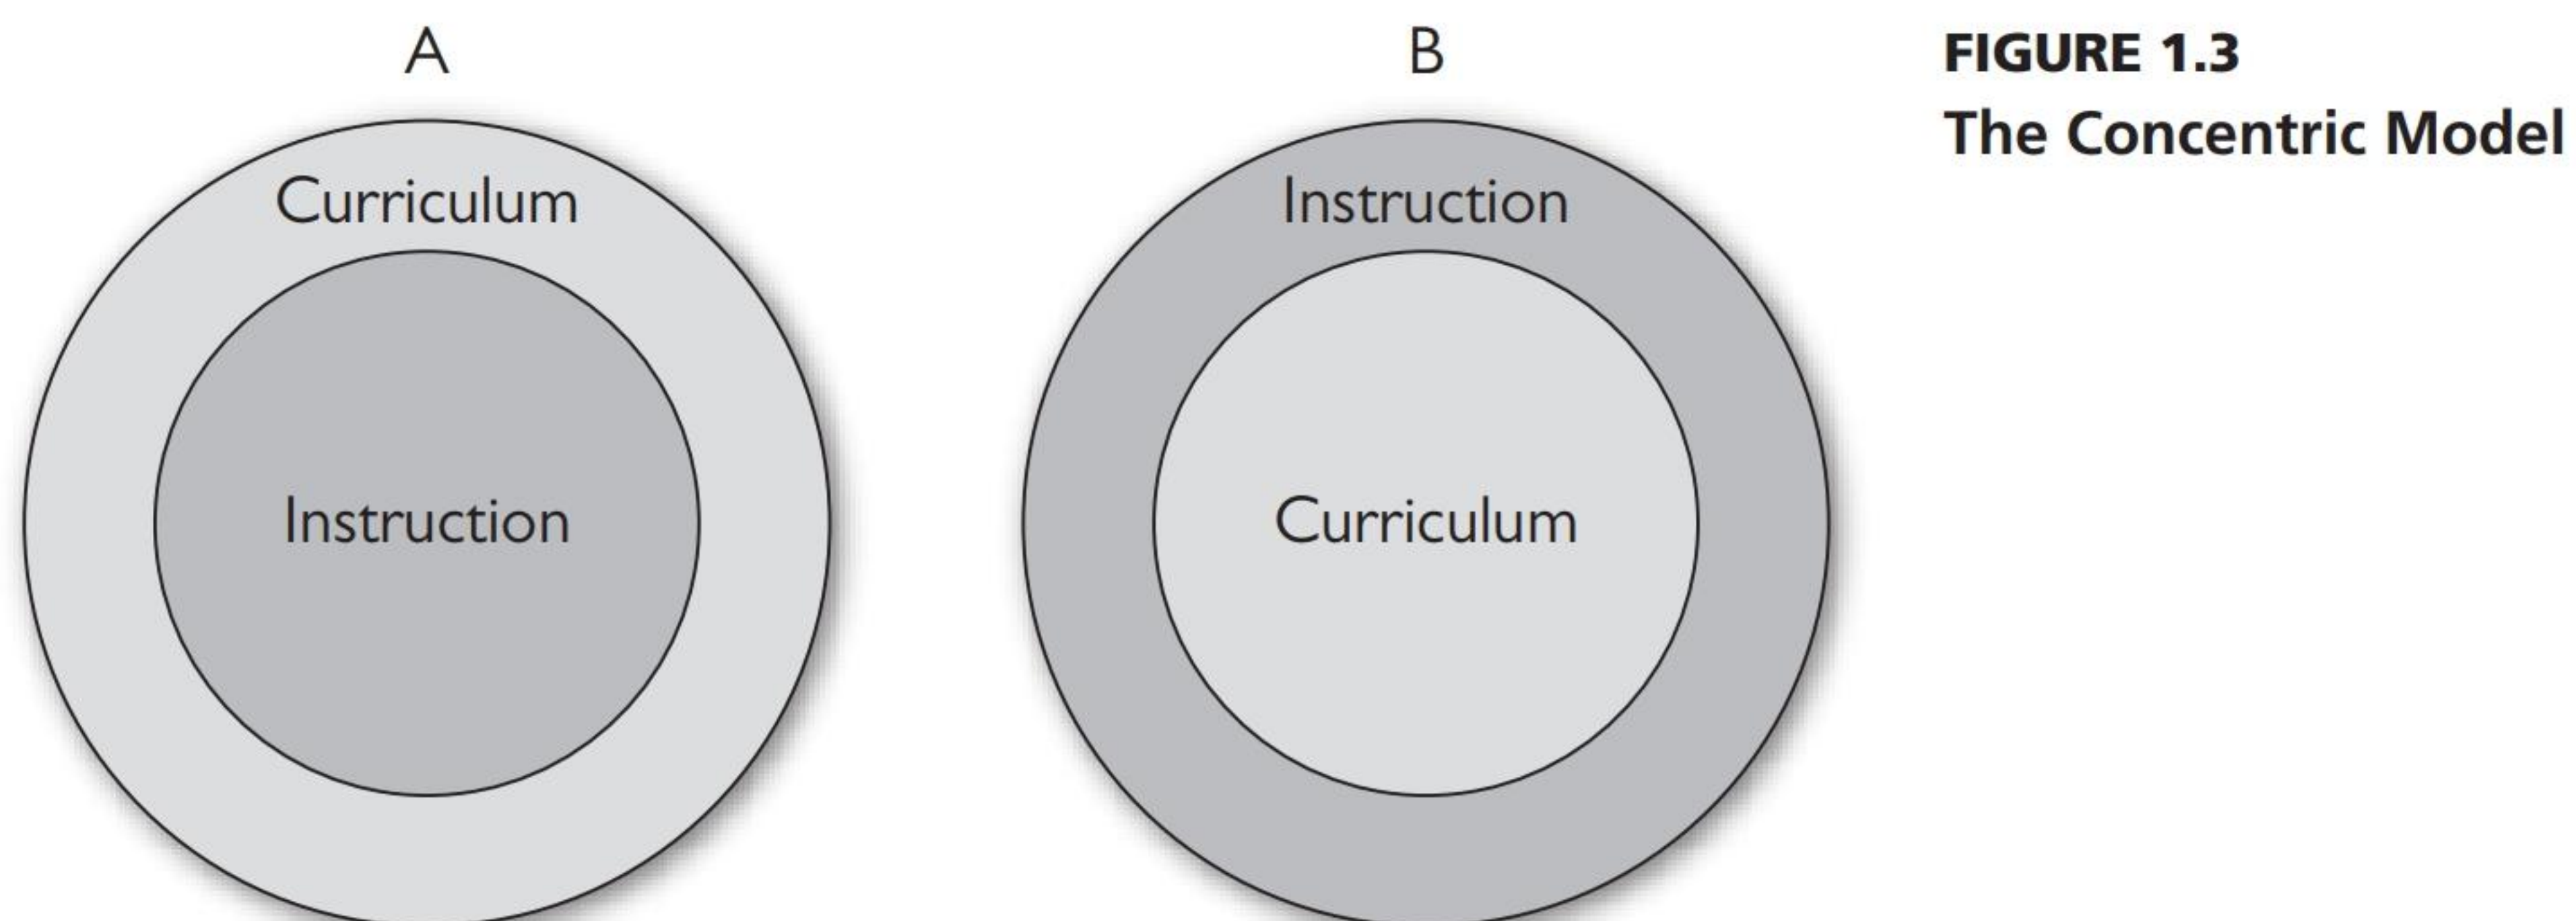 A
Curriculum
Instruction
B
Instruction
Curriculum
FIGURE 1.3
The Concentric Model